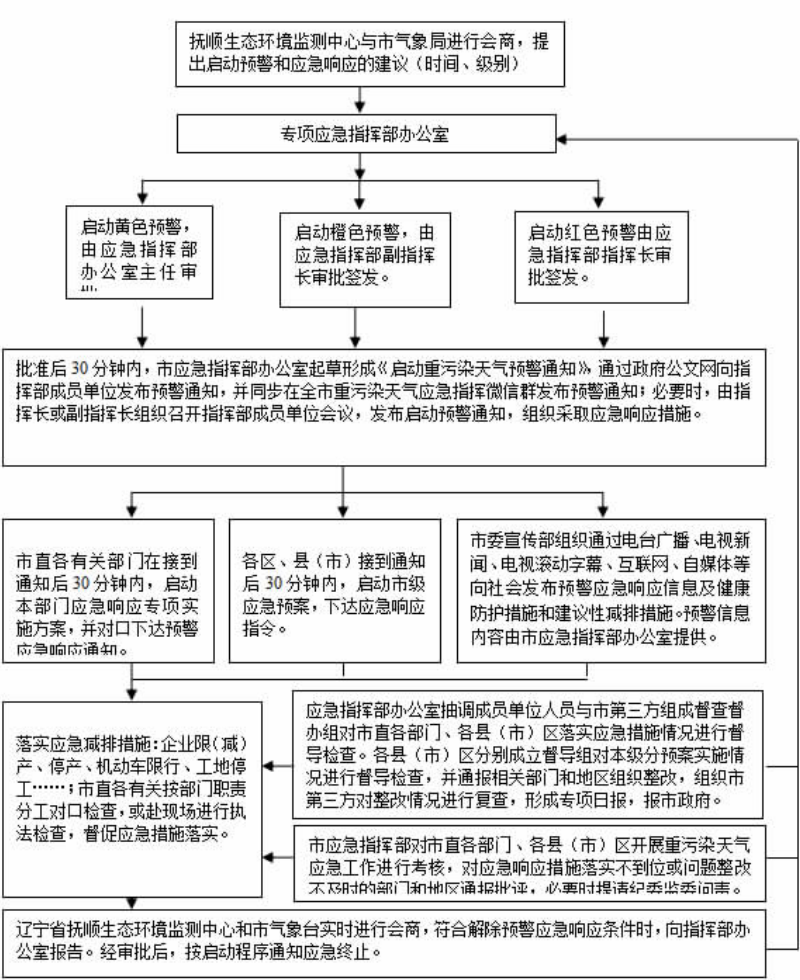 抚顺生态环境监测中心与市气象局进行会商，提
出启动预警和应急响应的建议（时间、级别）
专项应急指挥部办公室
启动黄色预警，
由应急指挥部
办公室主任审
启动橙色预警，由
应急指挥部副指挥
长审批签发。
启动红色预警由应
急指挥部指挥长审
批签发。
批准后30分钟内，市应急指挥部办公室起草形成《启动重污染天气预警通知》，通过政府公文网向指
挥部成员单位发布预警通知，并同步在全市重污染天气应急指挥微信群发布预警通知；必要时，由指
挥长或副指挥长组织召开指挥部成员单位会议，发布启动预警通知，组织采取应急响应措施。
市直各有关部门在接到
通知后30分钟内，启动
本部门应急响应专项实
施方案，并对口下达预警
应急响应通知。
各区、县（市）接到通知
后30分钟内，启动市级
应急预案，下达应急响应
指令。
市委宣传部组织通过电台广播、电视新
闻、电视滚动字幕、互联网、自媒体等
向社会发布预警应急响应信息及健康
防护措施和建议性减排措施。预警信息
内容由市应急指挥部办公室提供。
落实应急减排措施：企业限（减）
产、停产、机动车限行、工地停
工……；市直各有关按部门职责
分工对口检查，或赴现场进行执
法检查，督促应急措施落实。
应急指挥部办公室抽调成员单位人员与市第三方组成督查督
办组对市直各部门、各县（市）区落实应急措施情况进行督
导检查。各县（市）区分别成立督导组对本级分预案实施情
况进行督导检查，并通报相关部门和地区组织整改，组织市
第三方对整改情况进行复查，形成专项日报，报市政府。
市应急指挥部对市直各部门、各县（市）区开展重污染天气
应急工作进行考核，对应急响应措施落实不到位或问题整改
不及时的部门和地区通报批评，必要时提请纪委监委问责。
辽宁省抚顺生态环境监测中心和市气象台实时进行会商，符合解除预警应急响应条件时，向指挥部办
公室报告。经审批后，按启动程序通知应急终止。